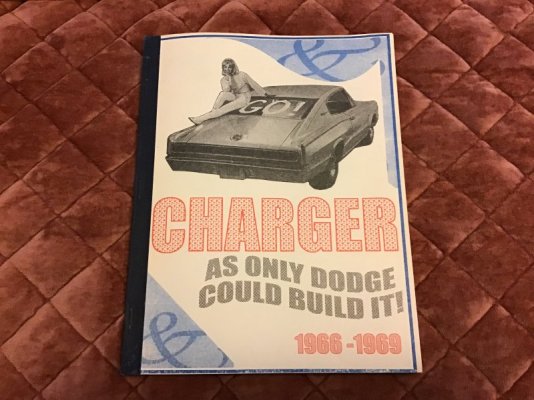 GO!
CHARGER
AS ONLY DODGE
COULD BUILD IT!
1966-1969